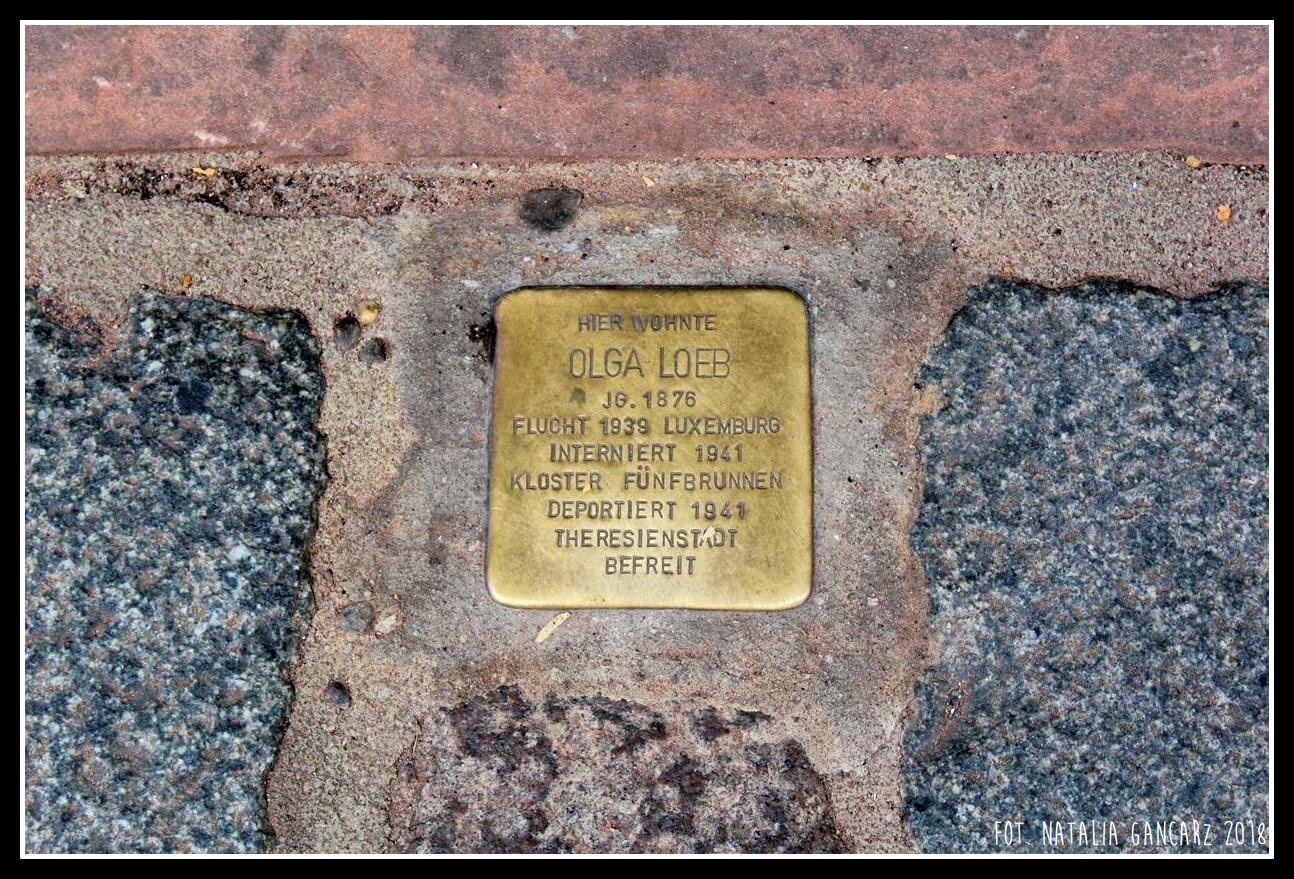 HIER WOHNTE
OLGA LOEB
JG. 1876
FLUCHT 1939 LUXEMBURG
INTERNIERT 1941
KLOSTER FÜNFBRUNNEN
DEPORTIERT 1941
THERESIENSTADT
BEFREIT
FOT. NATALIA GANCARZ 2018